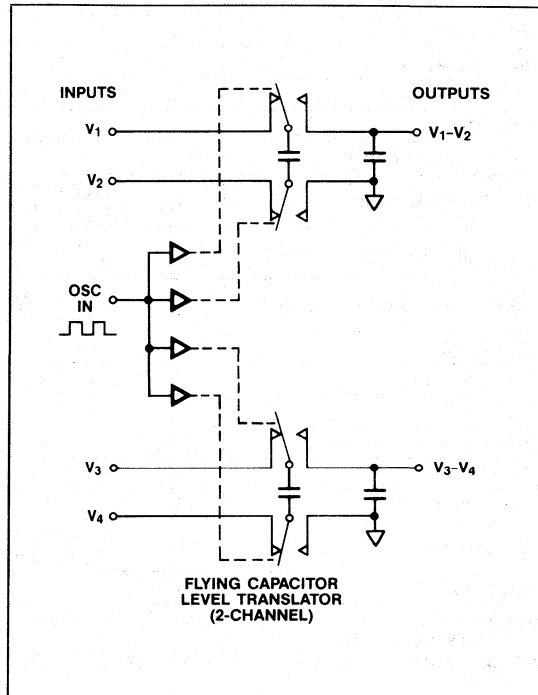 INPUTS
OUTPUTS
V1
V1–V2
V2
OSC
IN
V3
V3–V4
V4
FLYING CAPACITOR
LEVEL TRANSLATOR
(2-CHANNEL)